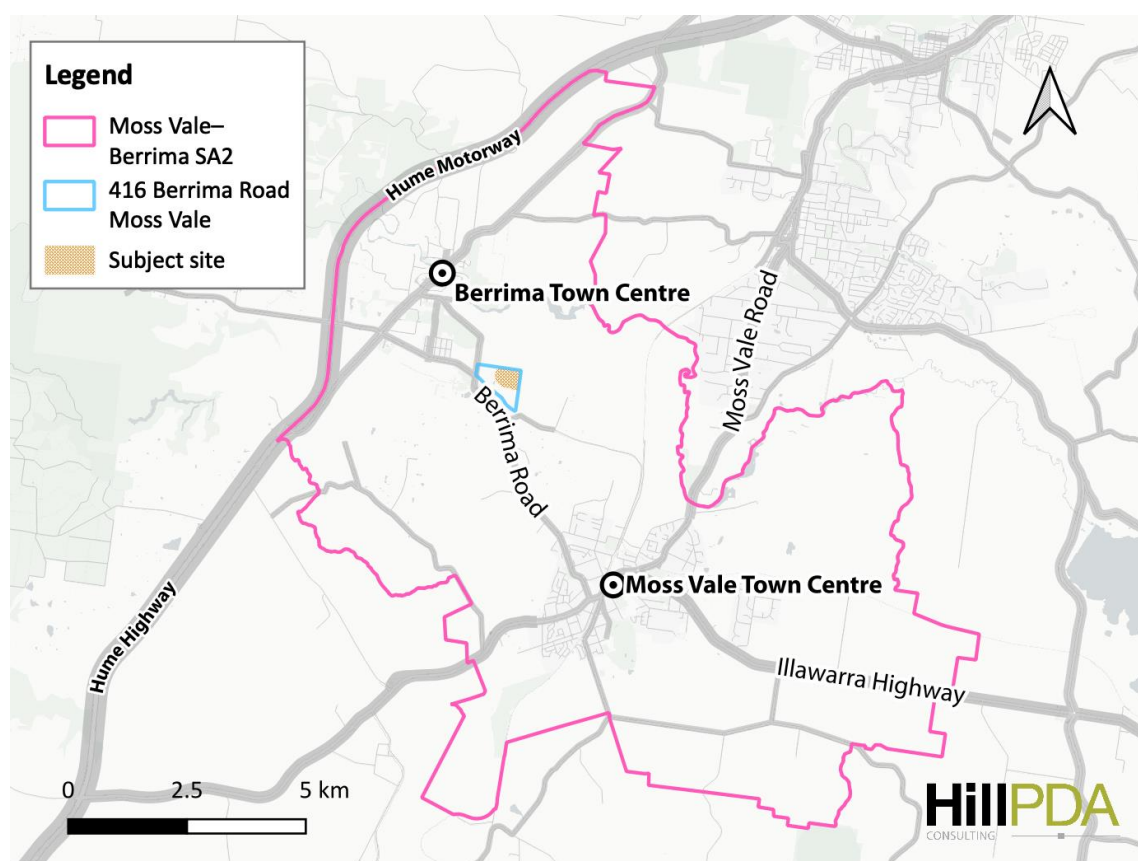 Legend
Moss Vale–
Berrima SA2
416 Berrima Road
Moss Vale
Subject site
Hume Motorway
Berrima Town Centre
Moss Vale Road
Berrima Road
Moss Vale Town Centre
Hume Highway
Illawarra Highway
0 2.5 5 km
HillPDA
CONSULTING